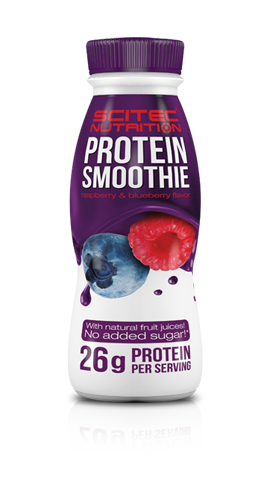 SCITEC
NUTRITION
PROTEIN
SMOOTHIE
raspberry & blueberry flavor
With natural fruit juices!
No added sugar!*
26g PROTEIN
PER SERVING